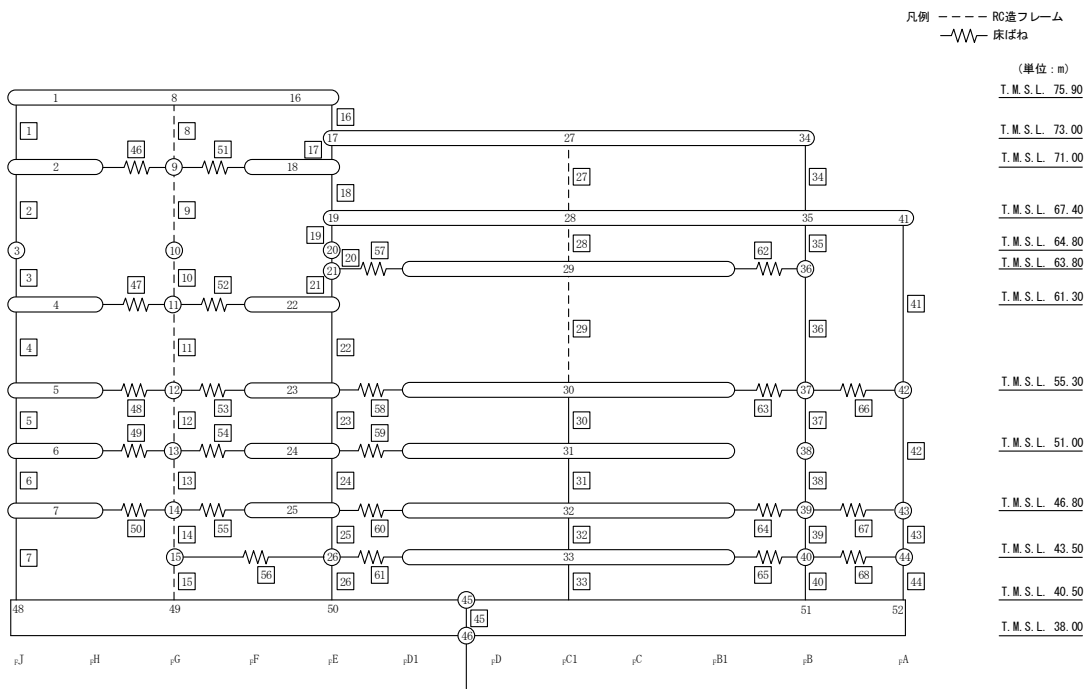 凡例 ---- RC造フレーム
床ばね
(単位:m)
T.M.S.L. 75.90
1 8 16
1 8 16
T.M.S.L. 73.00
17 27 34
46 51 17
T.M.S.L. 71.00
2 9 18
27 34
2 9 18
T.M.S.L. 67.40
19 28 35 41
19 57 28 62 35
T.M.S.L. 64.80
3 10 20
20
T.M.S.L. 63.80
21 29 36
3 47 10 52 21
T.M.S.L. 61.30
4 11 22
41
29 36
4 11 22
T.M.S.L. 55.30
5 12 23 30 37 42
48 53 58 63 66
5 12 23 30 37
49 54 59
T.M.S.L. 51.00
6 13 24 31 38
42
6 13 24 31 38
T.M.S.L. 46.80
7 14 25 32 39 43
50 14 55 25 60 32 64 39 67 43
T.M.S.L. 43.50
7 15 26 33 40 44
56 61 65 68
15 26 33 40 44
T.M.S.L. 40.50
48 49 50 45 51 52
45
T.M.S.L. 38.00
46
FJ FH FG FF FE FD1 FD FC1 FC FB1 FB FA